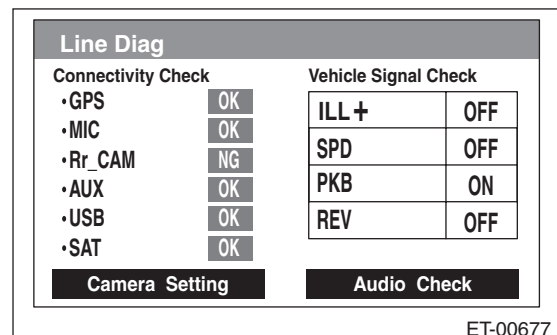 Line Diag
Connectivity Check
•GPS OK
•MIC OK
•Rr_CAM NG
•AUX OK
•USB OK
•SAT OK
Camera Setting
Vehicle Signal Check
ILL+ OFF
SPD OFF
PKB ON
REV OFF
Audio Check
ET-00677